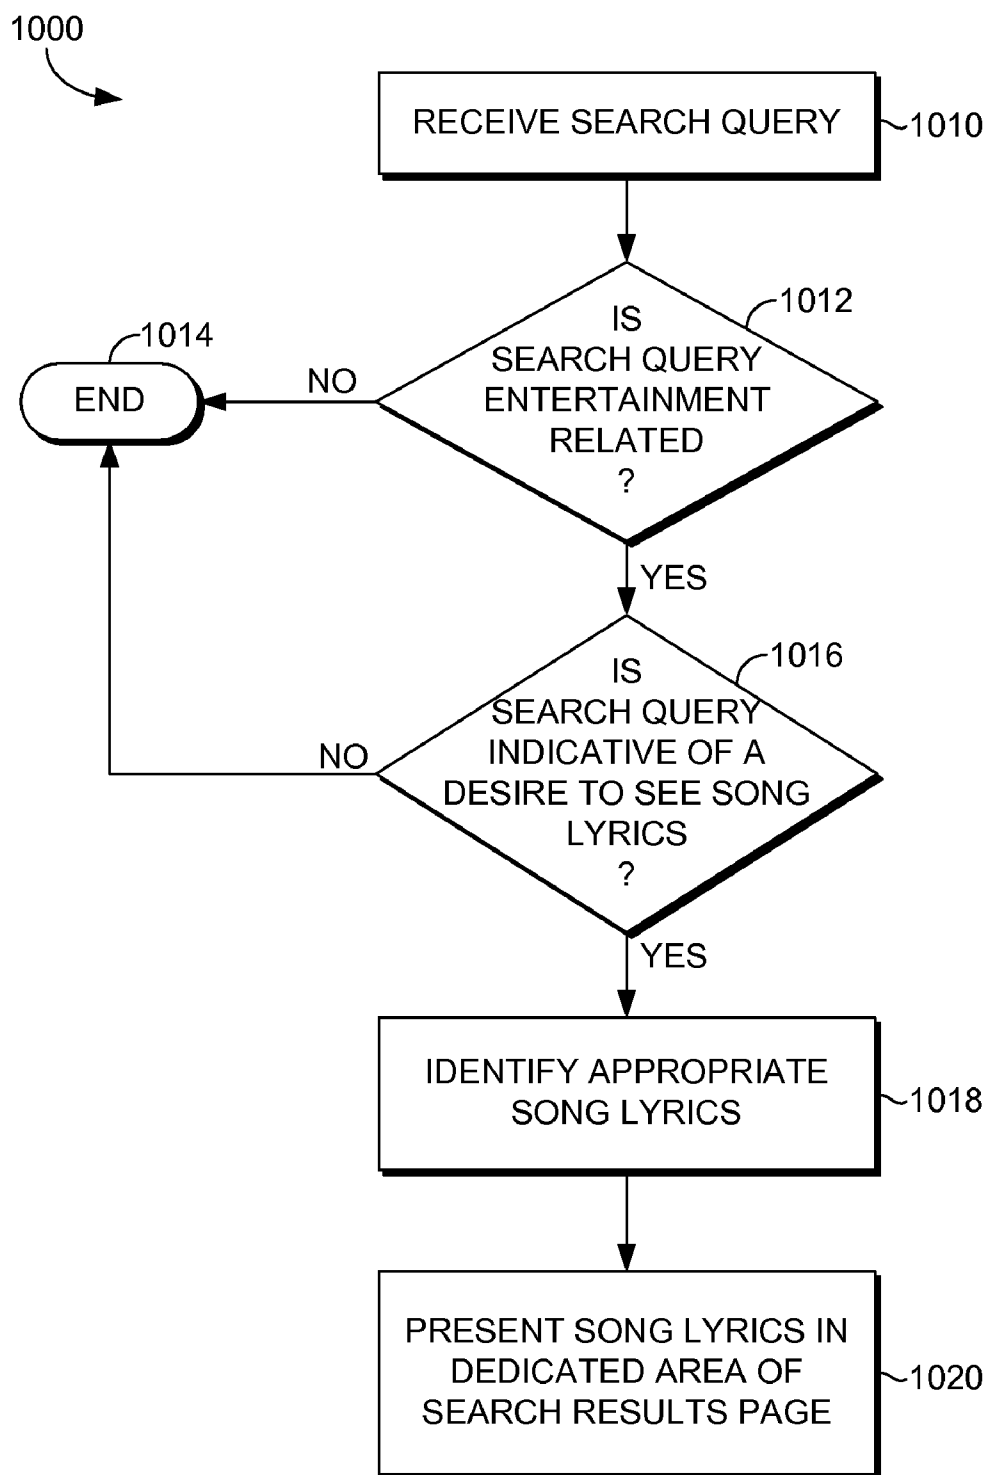 1000
RECEIVE SEARCH QUERY
1010
IS
SEARCH QUERY
ENTERTAINMENT
RELATED
?
1012
1014
END
NO
YES
IS
SEARCH QUERY
INDICATIVE OF A
DESIRE TO SEE SONG
LYRICS
?
1016
NO
YES
IDENTIFY APPROPRIATE
SONG LYRICS
1018
PRESENT SONG LYRICS IN
DEDICATED AREA OF
SEARCH RESULTS PAGE
1020